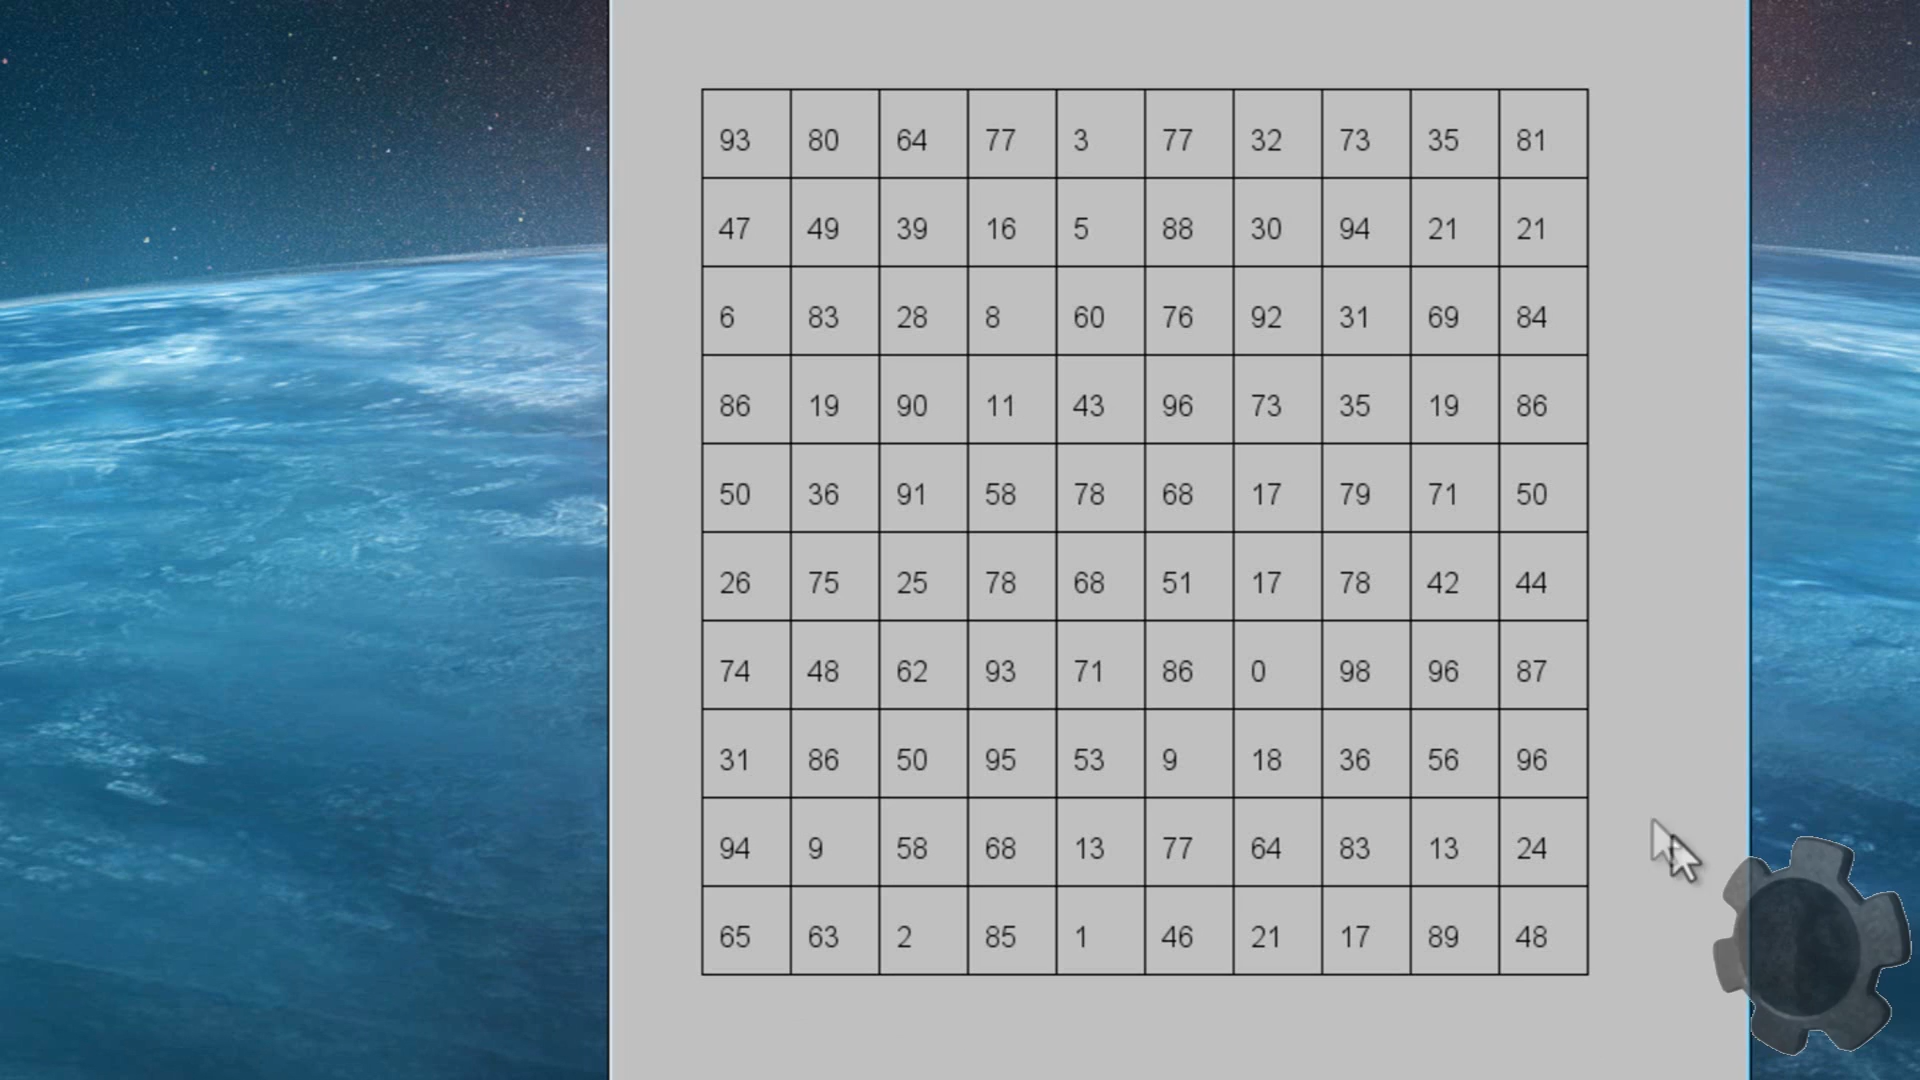 93 80 64 77 3 77 32 73 35 81
47 49 39 16 5 88 30 94 21 21
6 83 28 8 60 76 92 31 69 84
86 19 90 11 43 96 73 35 19 86
50 36 91 58 78 68 17 79 71 50
26 75 25 78 68 51 17 78 42 44
74 48 62 93 71 86 0 98 96 87
31 86 50 95 53 9 18 36 56 96
94 9 58 68 13 77 64 83 13 24
65 63 2 85 1 46 21 17 89 48